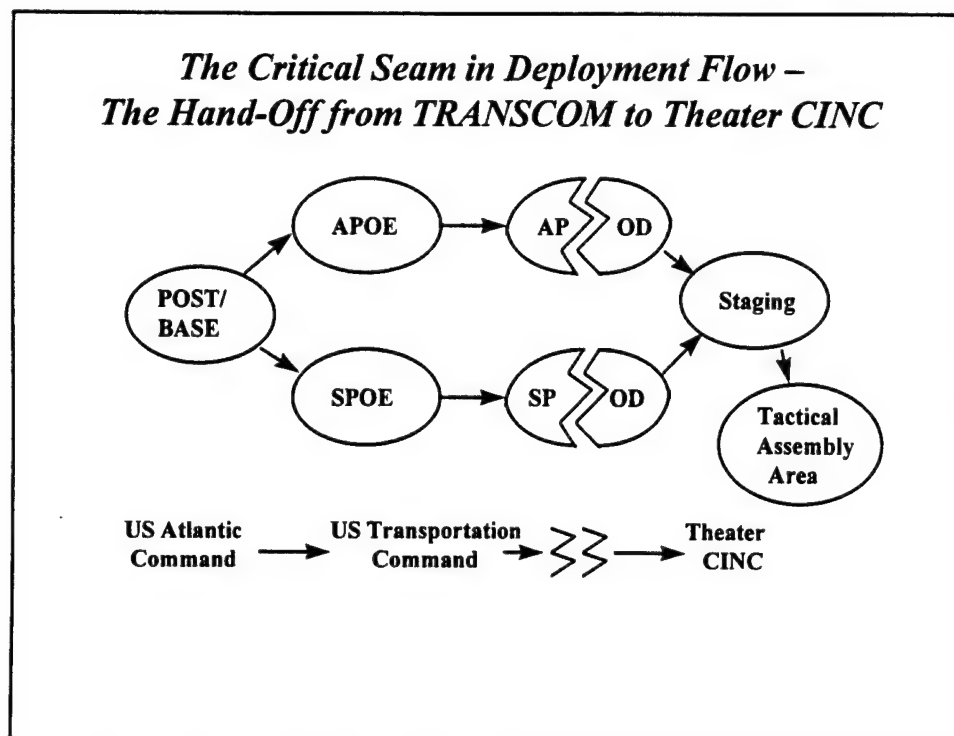 The Critical Seam in Deployment Flow –
The Hand-Off from TRANSCOM to Theater CINC
APOE
AP OD
POST/
BASE
Staging
SPOE
SP OD
Tactical
Assembly
Area
US Atlantic
Command
US Transportation
Command
Theater
CINC